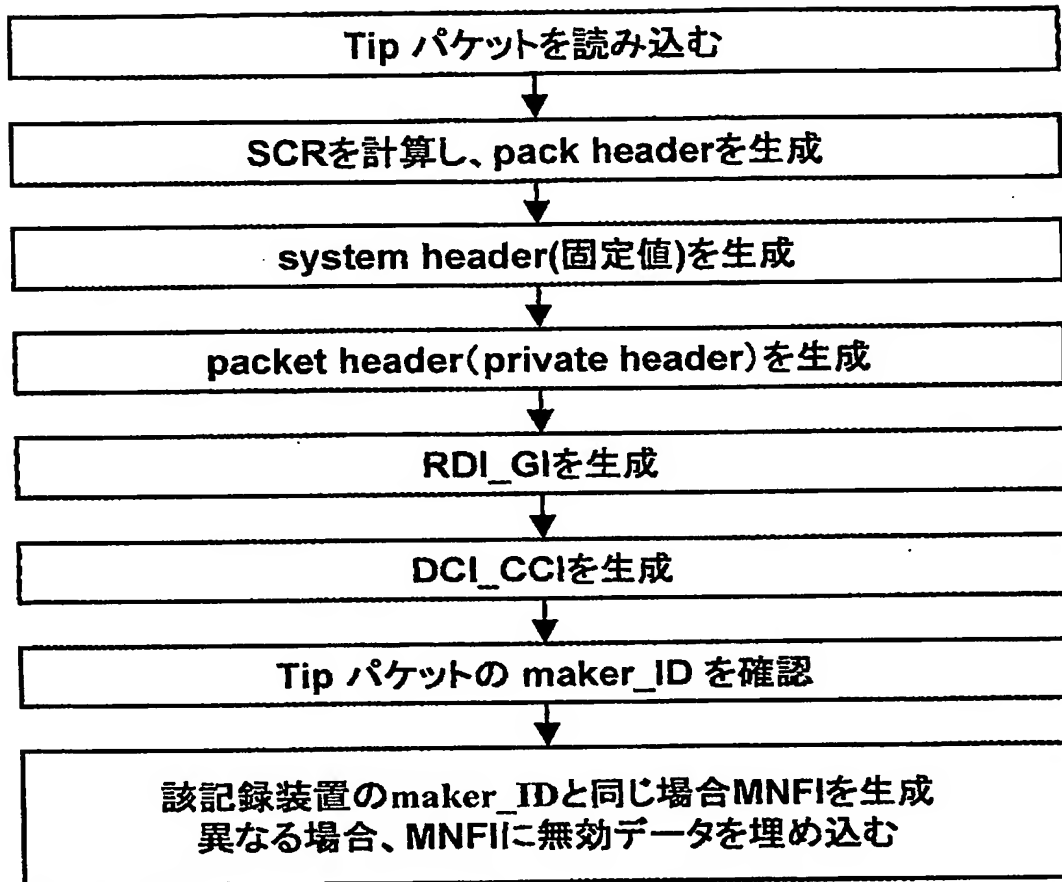 Tip パケットを読み込む
SCRを計算し、pack headerを生成
system header(固定値)を生成
packet header(private header)を生成
RDI_GIを生成
DCI_CCIを生成
Tip パケットの maker_ID を確認
該記録装置のmaker_IDと同じ場合MNFIを生成
異なる場合、MNFIに無効データを埋め込む